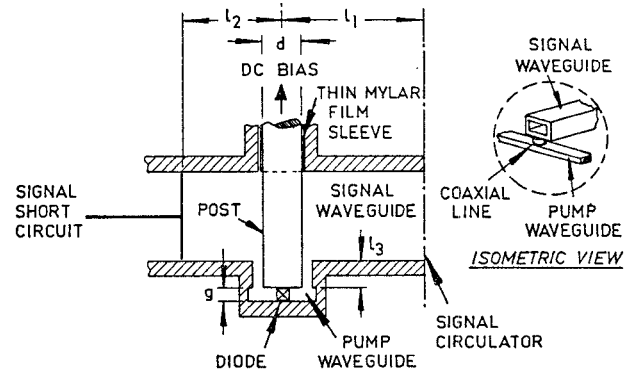 l₂
l₁
d
DC BIAS
THIN MYLAR
FILM
SLEEVE
SIGNAL
WAVEGUIDE
SIGNAL
SHORT
CIRCUIT
POST
SIGNAL
WAVEGUIDE
COAXIAL
LINE
PUMP
WAVEGUIDE
ISOMETRIC VIEW
l₃
g
DIODE
PUMP
WAVEGUIDE
SIGNAL
CIRCULATOR